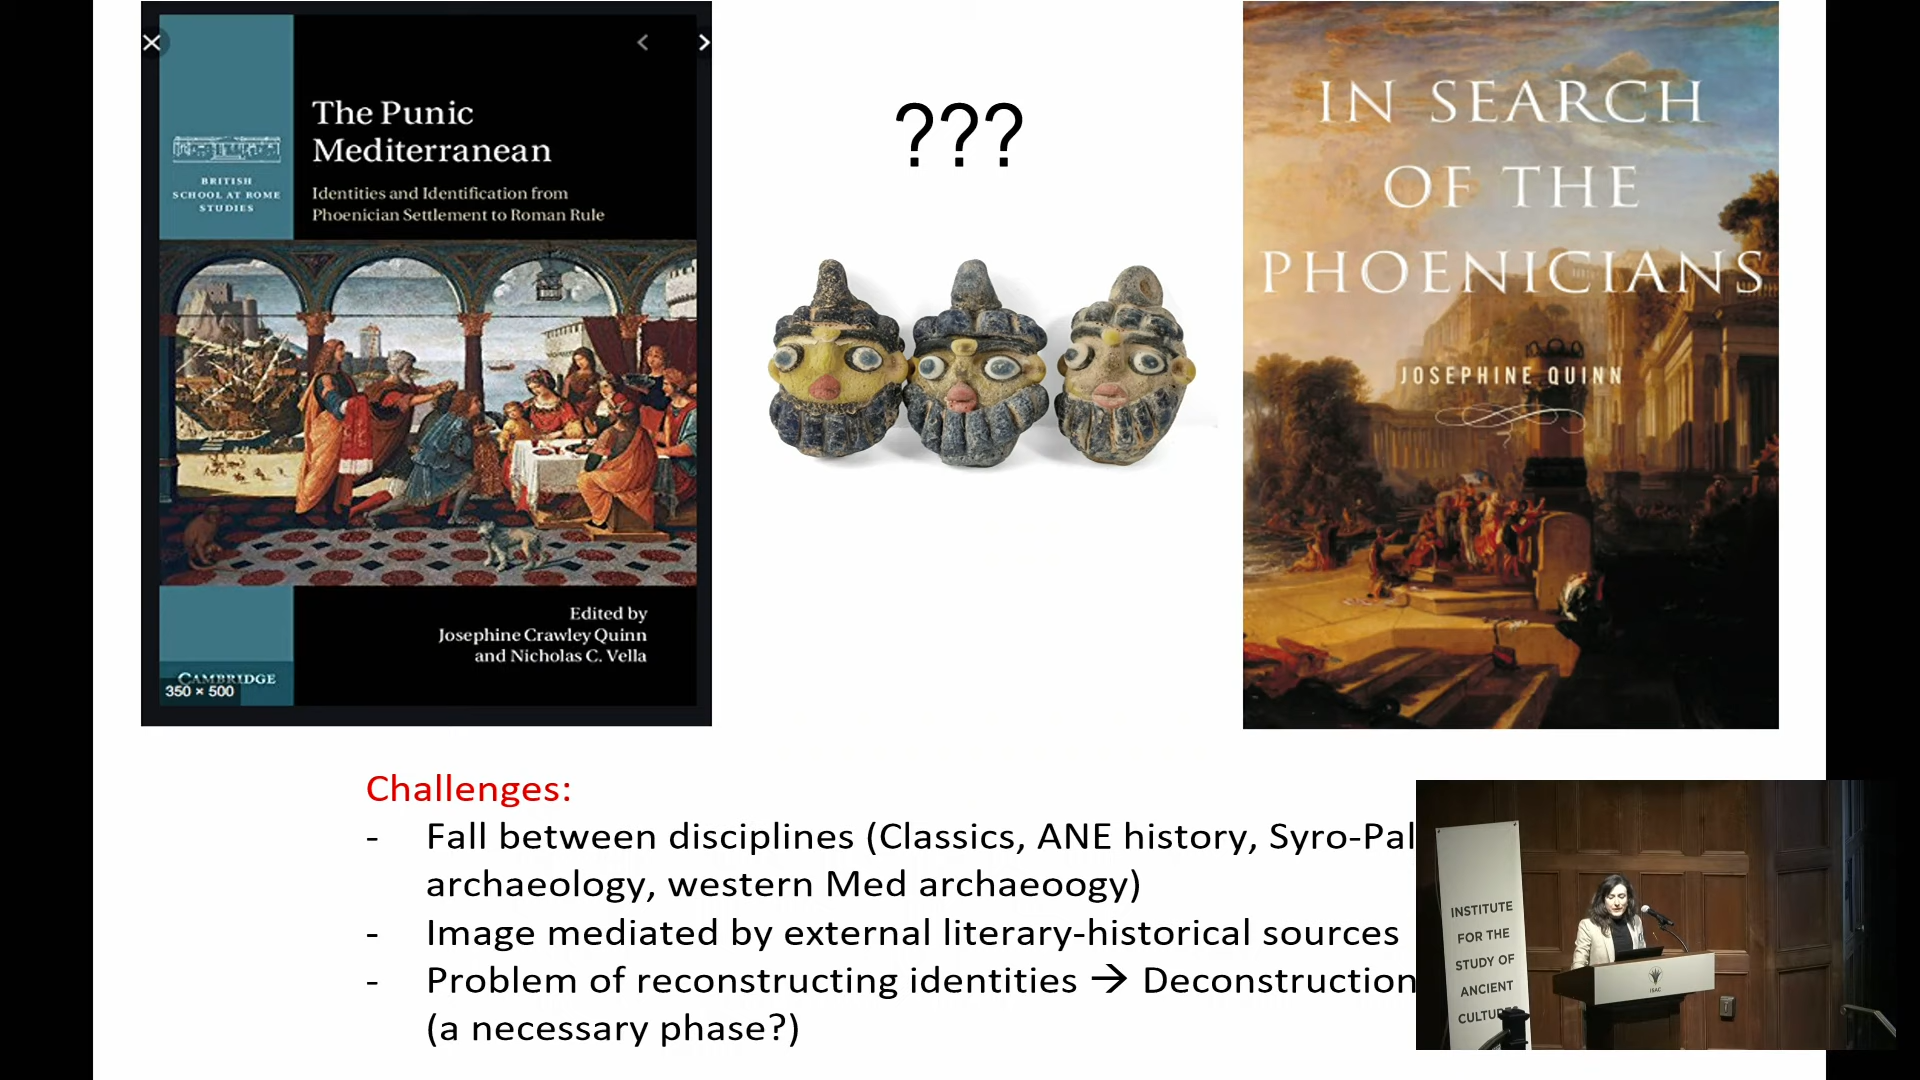 The Punic
Mediterranean
Identities and Identification from
Phoenician Settlement to Roman Rule
BRITISH
SCHOOL AT ROME
STUDIES
Edited by
Josephine Crawley Quinn
and Nicholas C. Vella
CAMBRIDGE
350 × 500
???
IN SEARCH
OF THE
PHOENICIANS
JOSEPHINE QUINN
Challenges:
- Fall between disciplines (Classics, ANE history, Syro-Pal
archaeology, western Med archaeoogy)
- Image mediated by external literary-historical sources
- Problem of reconstructing identities → Deconstruction
(a necessary phase?)
INSTITUTE
FOR THE
STUDY OF
ANCIENT
CULTURES
ISAC